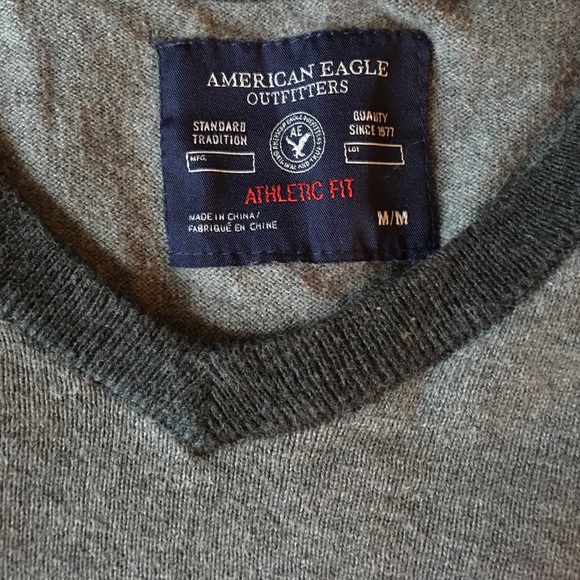 AMERICAN EAGLE
OUTFITTERS
STANDARD
TRADITION
MFG.
AE
QUALITY
SINCE 1977
LOT
ATHLETIC FIT
MADE IN CHINA/
FABRIQUÉ EN CHINE
M/M